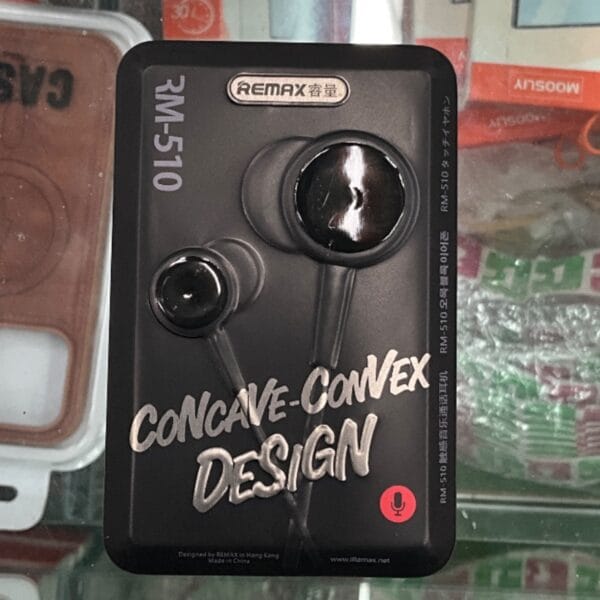 CAS
30
MOOSUY
REMAX睿量
RM-510
RM-510 タッチイヤホン
RM-510 오목 볼록 이어폰
RM-510 触感音乐通话耳机
CONCAVE-CONVEX
DESIGN
Designed by REMAX in Hong Kong
Made in China
www.iRemax.net